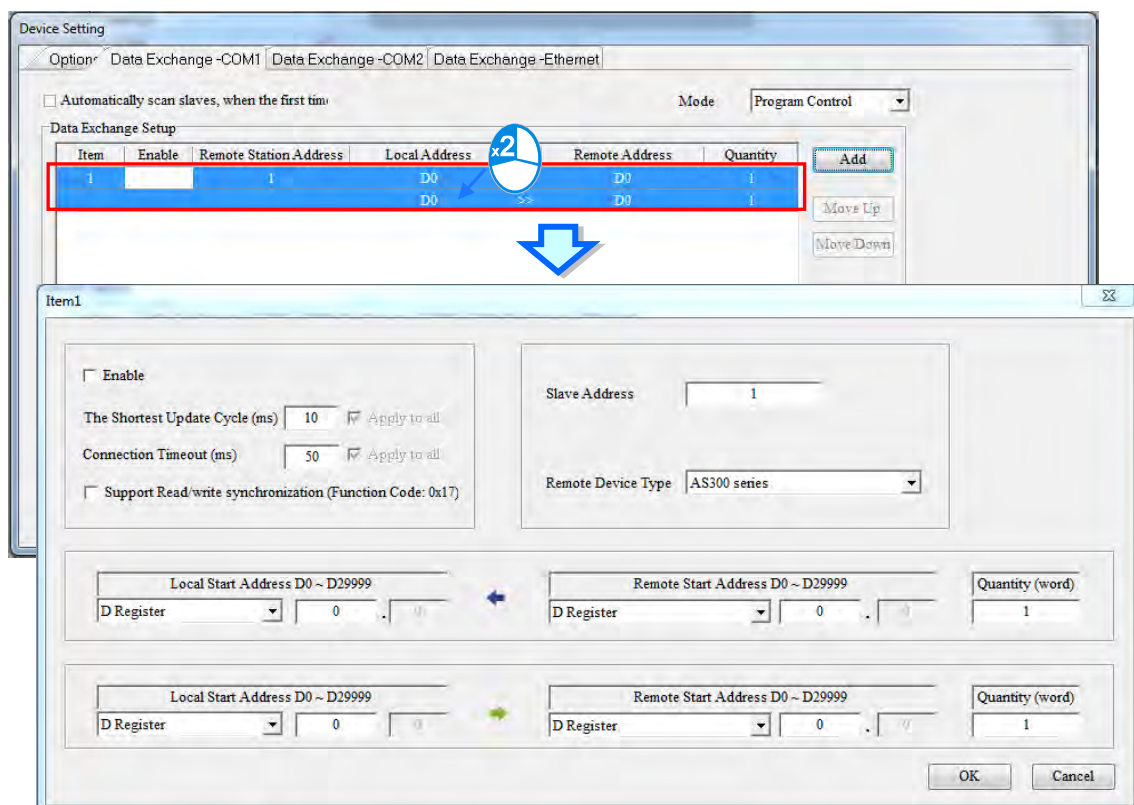 Device Setting
Options Data Exchange -COM1 Data Exchange -COM2 Data Exchange -Ethernet
Automatically scan slaves, when the first time
Mode Program Control
Data Exchange Setup
Item Enable Remote Station Address Local Address Remote Address Quantity
x2
Add
1 1 D0 D0 1
D0 >> D0 1
Move Up
Move Down
Item1
Enable
The Shortest Update Cycle (ms) 10 Apply to all
Connection Timeout (ms) 50 Apply to all
Support Read/write synchronization (Function Code: 0x17)
Slave Address 1
Remote Device Type AS300 series
Local Start Address D0 ~ D29999 Remote Start Address D0 ~ D29999 Quantity (word)
D Register 0 . 0 D Register 0 . 0 1
Local Start Address D0 ~ D29999 Remote Start Address D0 ~ D29999 Quantity (word)
D Register 0 0 D Register 0 . 0 1
OK Cancel